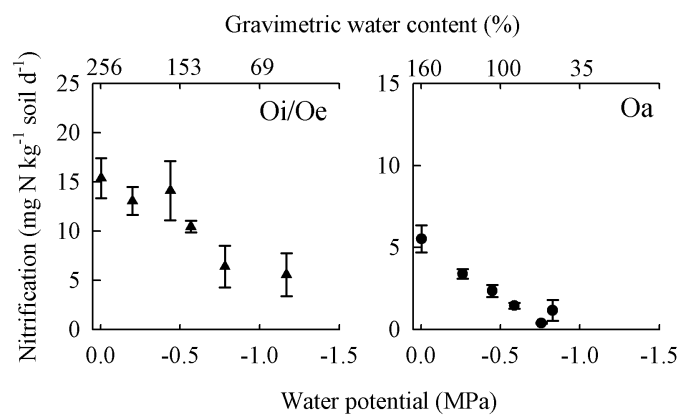 Gravimetric water content (%)
256 153 69 160 100 35
25 15
Oi/Oe Oa
20
15 10
10 5
5
0 0
0.0 -0.5 -1.0 -1.5 0.0 -0.5 -1.0 -1.5
Nitrification (mg N kg⁻¹ soil d⁻¹)
Water potential (MPa)